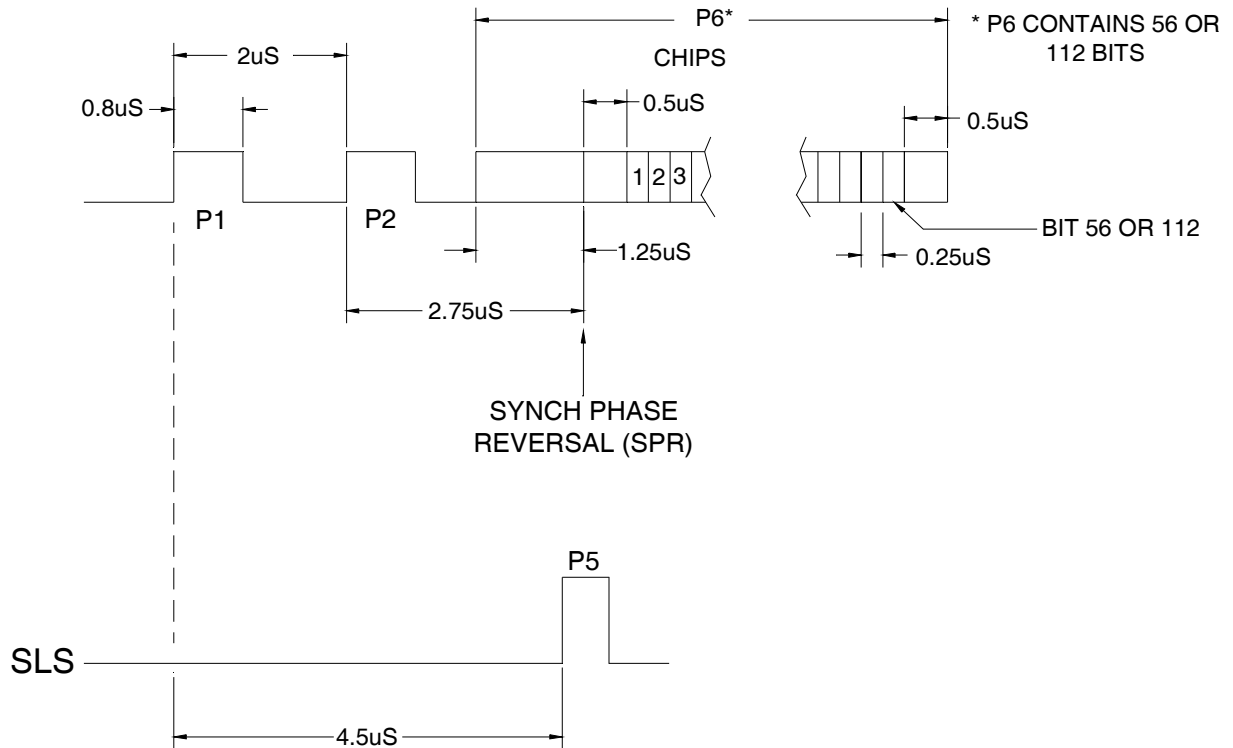 P6*
* P6 CONTAINS 56 OR
112 BITS
2uS
CHIPS
0.8uS
0.5uS
0.5uS
1 2 3
P1
P2
BIT 56 OR 112
1.25uS
0.25uS
2.75uS
SYNCH PHASE
REVERSAL (SPR)
P5
SLS
4.5uS